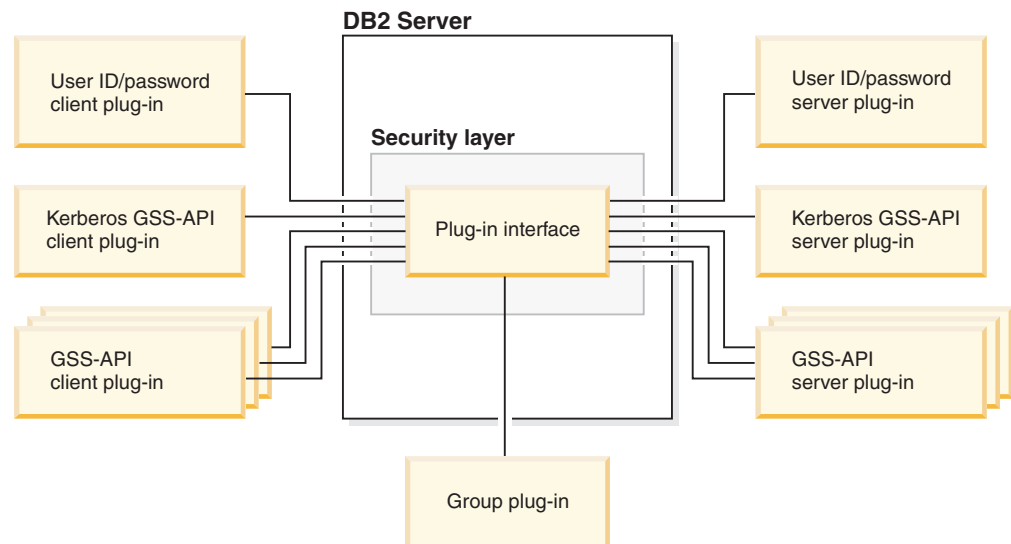 DB2 Server
User ID/password
client plug-in
User ID/password
server plug-in
Security layer
Kerberos GSS-API
client plug-in
Plug-in interface
Kerberos GSS-API
server plug-in
GSS-API
client plug-in
GSS-API
server plug-in
Group plug-in